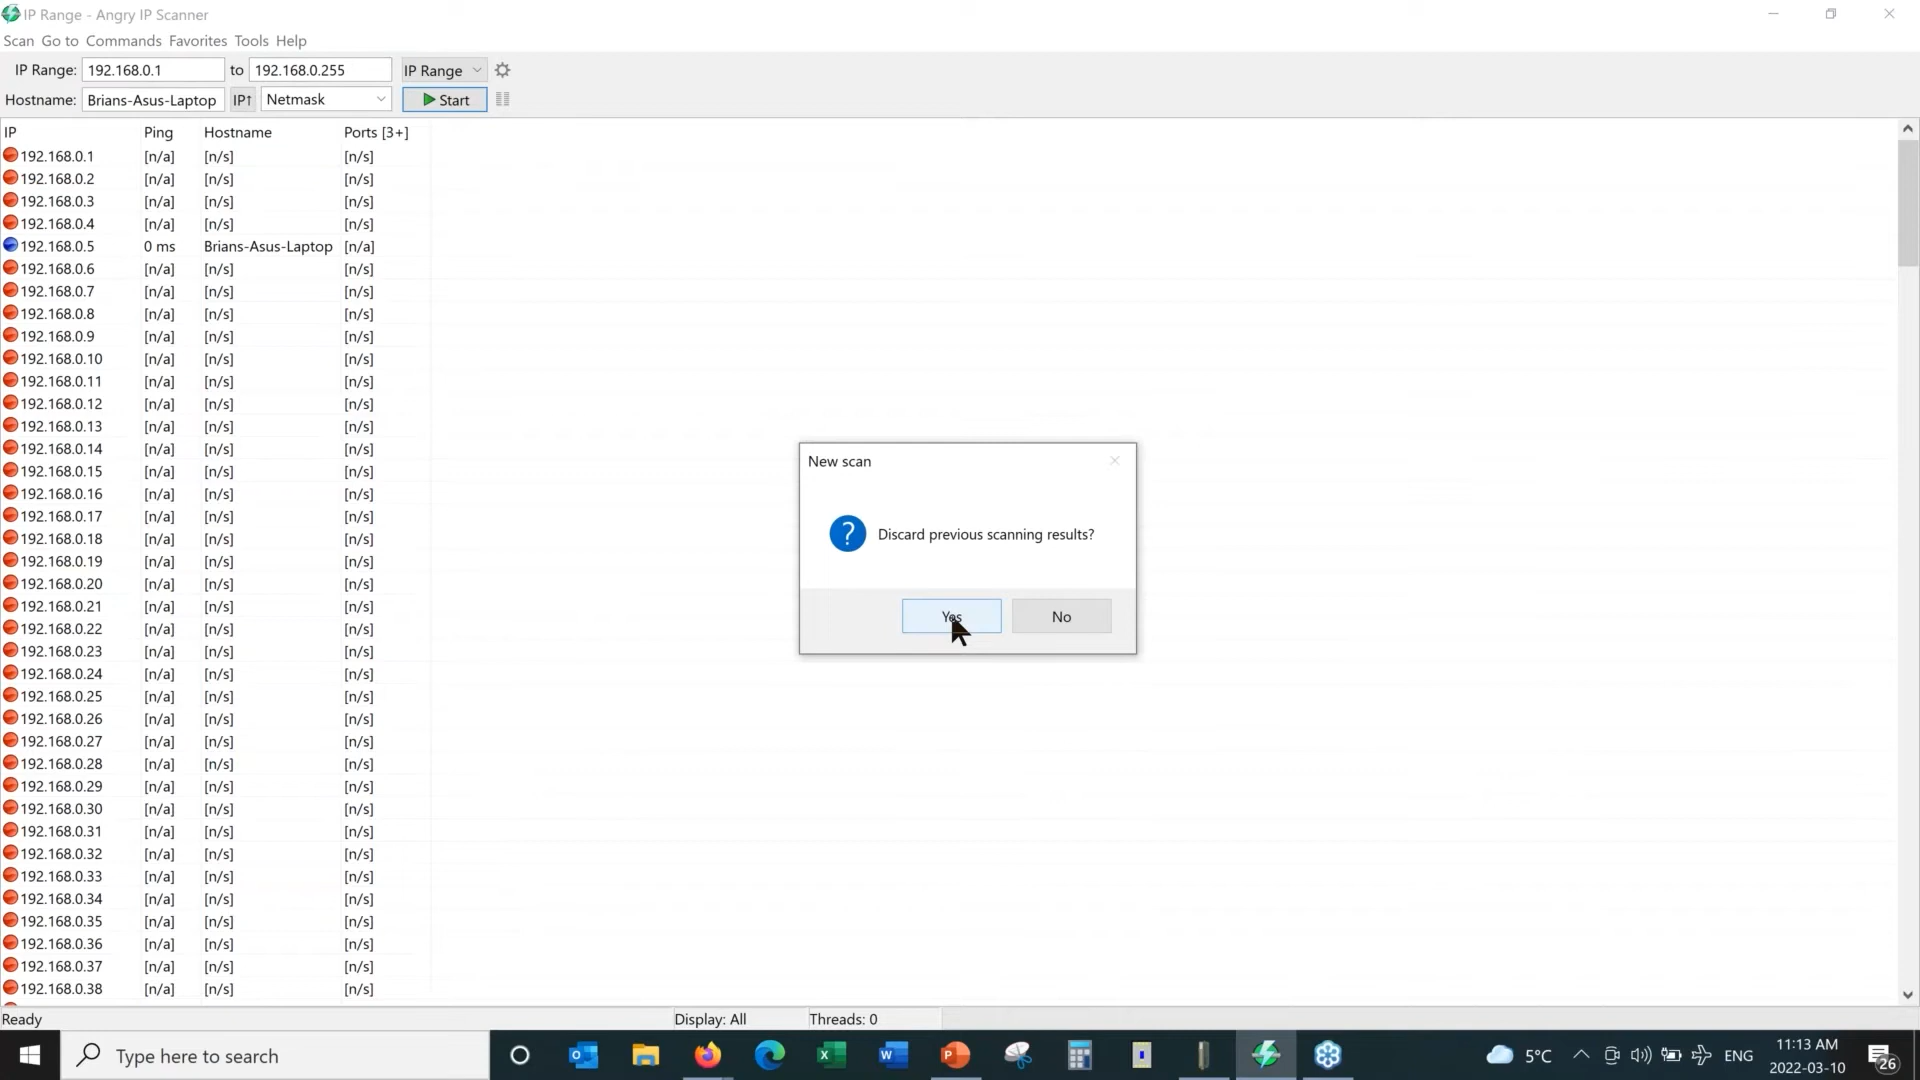 IP Range - Angry IP Scanner
Scan Go to Commands Favorites Tools Help
IP Range: 192.168.0.1 to 192.168.0.255 IP Range
Hostname: Brians-Asus-Laptop IP↑ Netmask Start
IP Ping Hostname Ports [3+]
192.168.0.1 [n/a] [n/s] [n/s]
192.168.0.2 [n/a] [n/s] [n/s]
192.168.0.3 [n/a] [n/s] [n/s]
192.168.0.4 [n/a] [n/s] [n/s]
192.168.0.5 0 ms Brians-Asus-Laptop [n/a]
192.168.0.6 [n/a] [n/s] [n/s]
192.168.0.7 [n/a] [n/s] [n/s]
192.168.0.8 [n/a] [n/s] [n/s]
192.168.0.9 [n/a] [n/s] [n/s]
192.168.0.10 [n/a] [n/s] [n/s]
192.168.0.11 [n/a] [n/s] [n/s]
192.168.0.12 [n/a] [n/s] [n/s]
192.168.0.13 [n/a] [n/s] [n/s]
192.168.0.14 [n/a] [n/s] [n/s]
192.168.0.15 [n/a] [n/s] [n/s]
192.168.0.16 [n/a] [n/s] [n/s]
192.168.0.17 [n/a] [n/s] [n/s]
192.168.0.18 [n/a] [n/s] [n/s]
192.168.0.19 [n/a] [n/s] [n/s]
192.168.0.20 [n/a] [n/s] [n/s]
192.168.0.21 [n/a] [n/s] [n/s]
192.168.0.22 [n/a] [n/s] [n/s]
192.168.0.23 [n/a] [n/s] [n/s]
192.168.0.24 [n/a] [n/s] [n/s]
192.168.0.25 [n/a] [n/s] [n/s]
192.168.0.26 [n/a] [n/s] [n/s]
192.168.0.27 [n/a] [n/s] [n/s]
192.168.0.28 [n/a] [n/s] [n/s]
192.168.0.29 [n/a] [n/s] [n/s]
192.168.0.30 [n/a] [n/s] [n/s]
192.168.0.31 [n/a] [n/s] [n/s]
192.168.0.32 [n/a] [n/s] [n/s]
192.168.0.33 [n/a] [n/s] [n/s]
192.168.0.34 [n/a] [n/s] [n/s]
192.168.0.35 [n/a] [n/s] [n/s]
192.168.0.36 [n/a] [n/s] [n/s]
192.168.0.37 [n/a] [n/s] [n/s]
192.168.0.38 [n/a] [n/s] [n/s]
New scan
Discard previous scanning results?
Yes No
Ready Display: All Threads: 0
Type here to search 5°C ENG 11:13 AM
2022-03-10 26